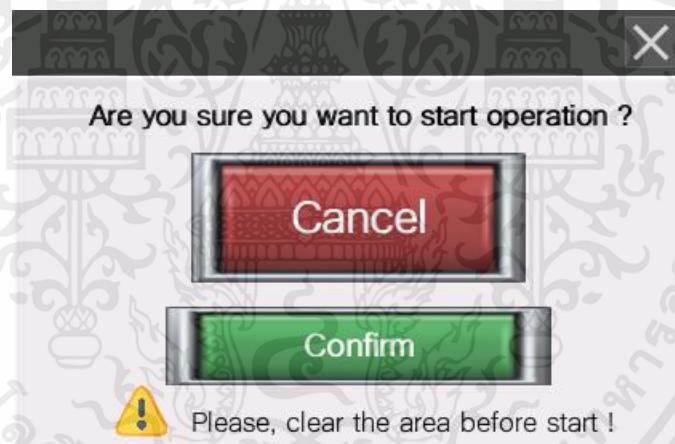 Are you sure you want to start operation ?
Cancel
Confirm
Please, clear the area before start !